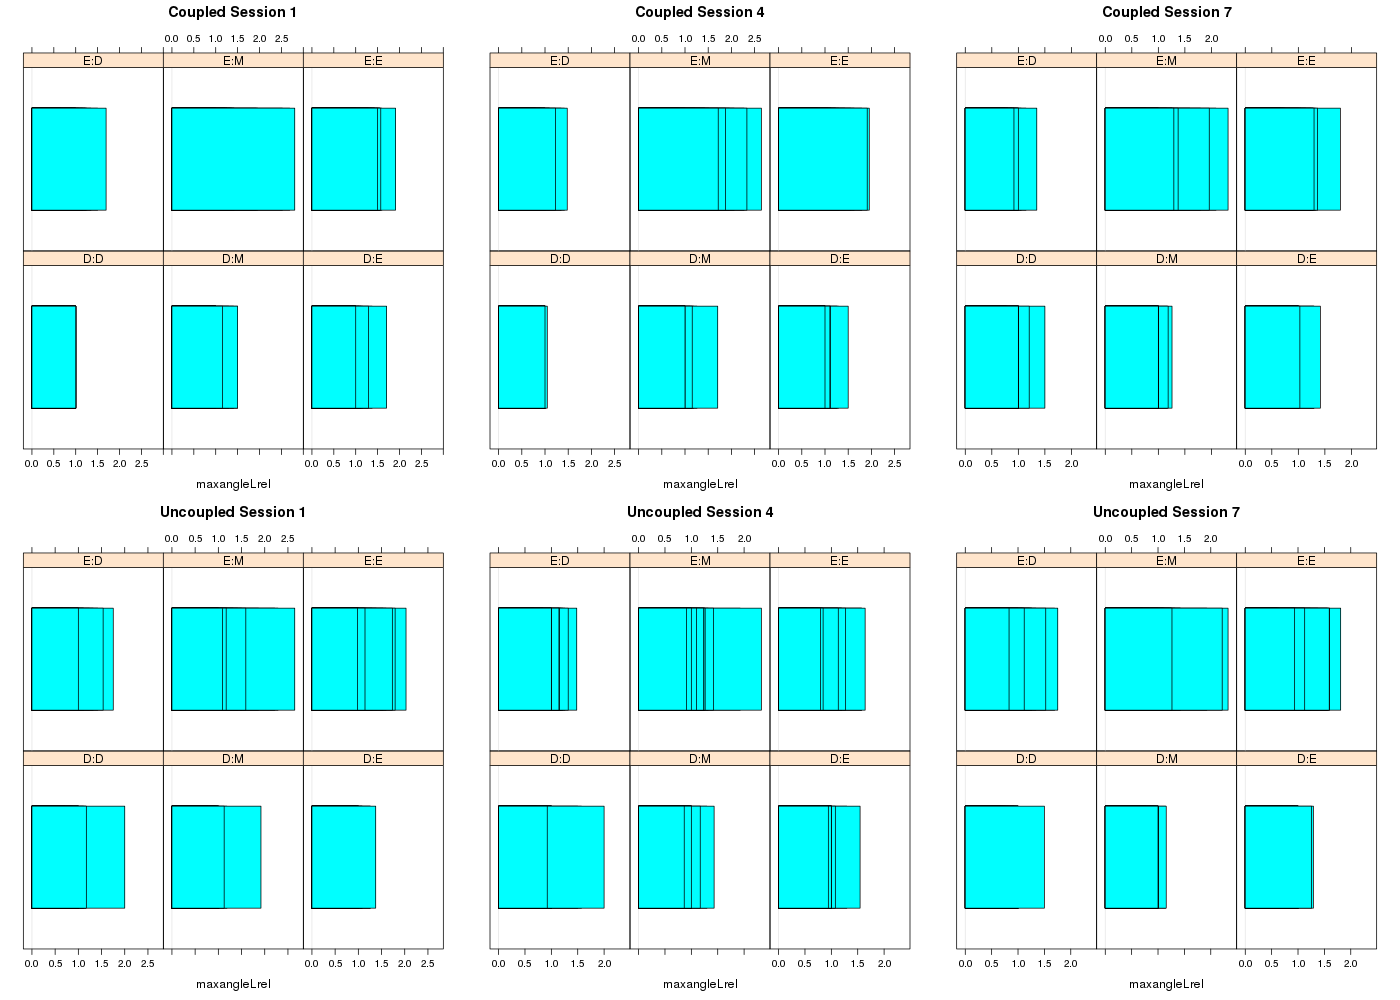 Coupled Session 1
Coupled Session 4
Coupled Session 7
0.0 0.5 1.0 1.5 2.0 2.5
0.0 0.5 1.0 1.5 2.0 2.5
0.0 1.0 2.0
E:D E:M E:E
E:D E:M E:E
E:D E:M E:E
D:D D:M D:E
D:D D:M D:E
D:D D:M D:E
0.0 0.5 1.0 1.5 2.0 2.5 0.0 0.5 1.0 1.5 2.0 2.5
0.0 0.5 1.0 1.5 2.0 2.5 0.0 0.5 1.0 1.5 2.0 2.5
0.0 0.5 1.0 1.5 2.0 0.0 0.5 1.0 1.5 2.0
maxangleLrel
maxangleLrel
maxangleLrel
Uncoupled Session 1
Uncoupled Session 4
Uncoupled Session 7
0.0 0.5 1.0 1.5 2.0 2.5
0.0 0.5 1.0 1.5 2.0
0.0 0.5 1.0 1.5 2.0
E:D E:M E:E
E:D E:M E:E
E:D E:M E:E
D:D D:M D:E
D:D D:M D:E
D:D D:M D:E
0.0 0.5 1.0 1.5 2.0 2.5 0.0 0.5 1.0 1.5 2.0 2.5
0.0 0.5 1.0 1.5 2.0 0.0 0.5 1.0 1.5 2.0
0.0 0.5 1.0 1.5 2.0 0.0 0.5 1.0 1.5 2.0
maxangleLrel
maxangleLrel
maxangleLrel